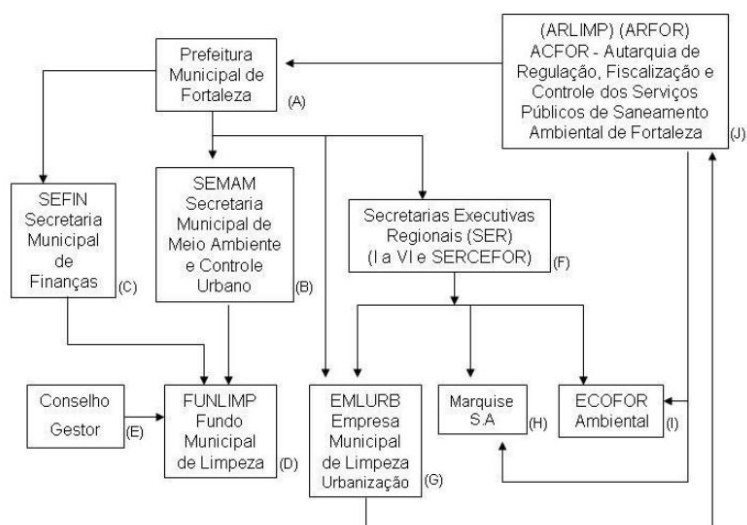 Prefeitura
Municipal de
Fortaleza
(A)
(ARLIMP) (ARFOR)
ACFOR - Autarquia de
Regulação, Fiscalização e
Controle dos Serviços
Públicos de Saneamento
Ambiental de Fortaleza
(J)
SEFIN
Secretaria
Municipal
de
Finanças
(C)
SEMAM
Secretaria
Municipal de
Meio Ambiente
e Controle
Urbano
(B)
Secretarias Executivas
Regionais (SER)
(I a VI e SERCEFOR)
(F)
Conselho
Gestor
(E)
FUNLIMP
Fundo
Municipal
de Limpeza
(D)
EMLURB
Empresa
Municipal
de Limpeza
Urbanização
(G)
Marquise
S.A
(H)
ECOFOR
Ambiental
(I)